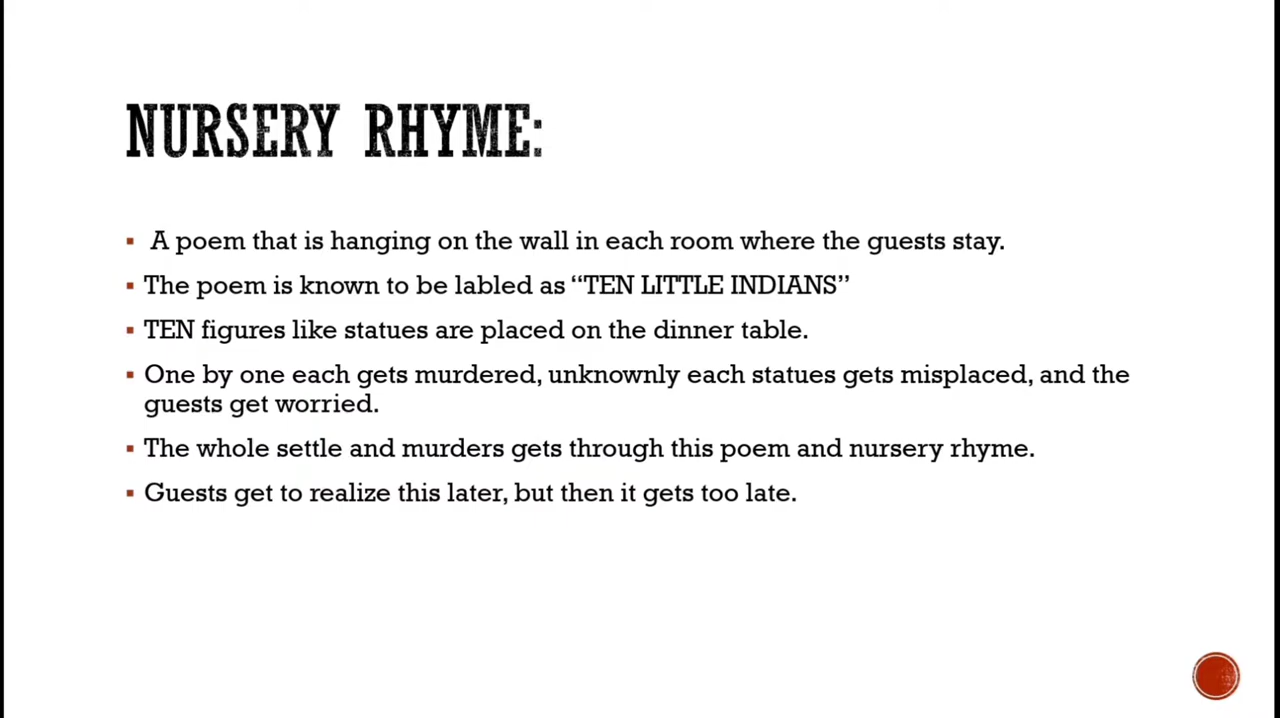 NURSERY RHYME:
▪ A poem that is hanging on the wall in each room where the guests stay.
▪ The poem is known to be labled as “TEN LITTLE INDIANS”
▪ TEN figures like statues are placed on the dinner table.
▪ One by one each gets murdered, unknownly each statues gets misplaced, and the
guests get worried.
▪ The whole settle and murders gets through this poem and nursery rhyme.
▪ Guests get to realize this later, but then it gets too late.